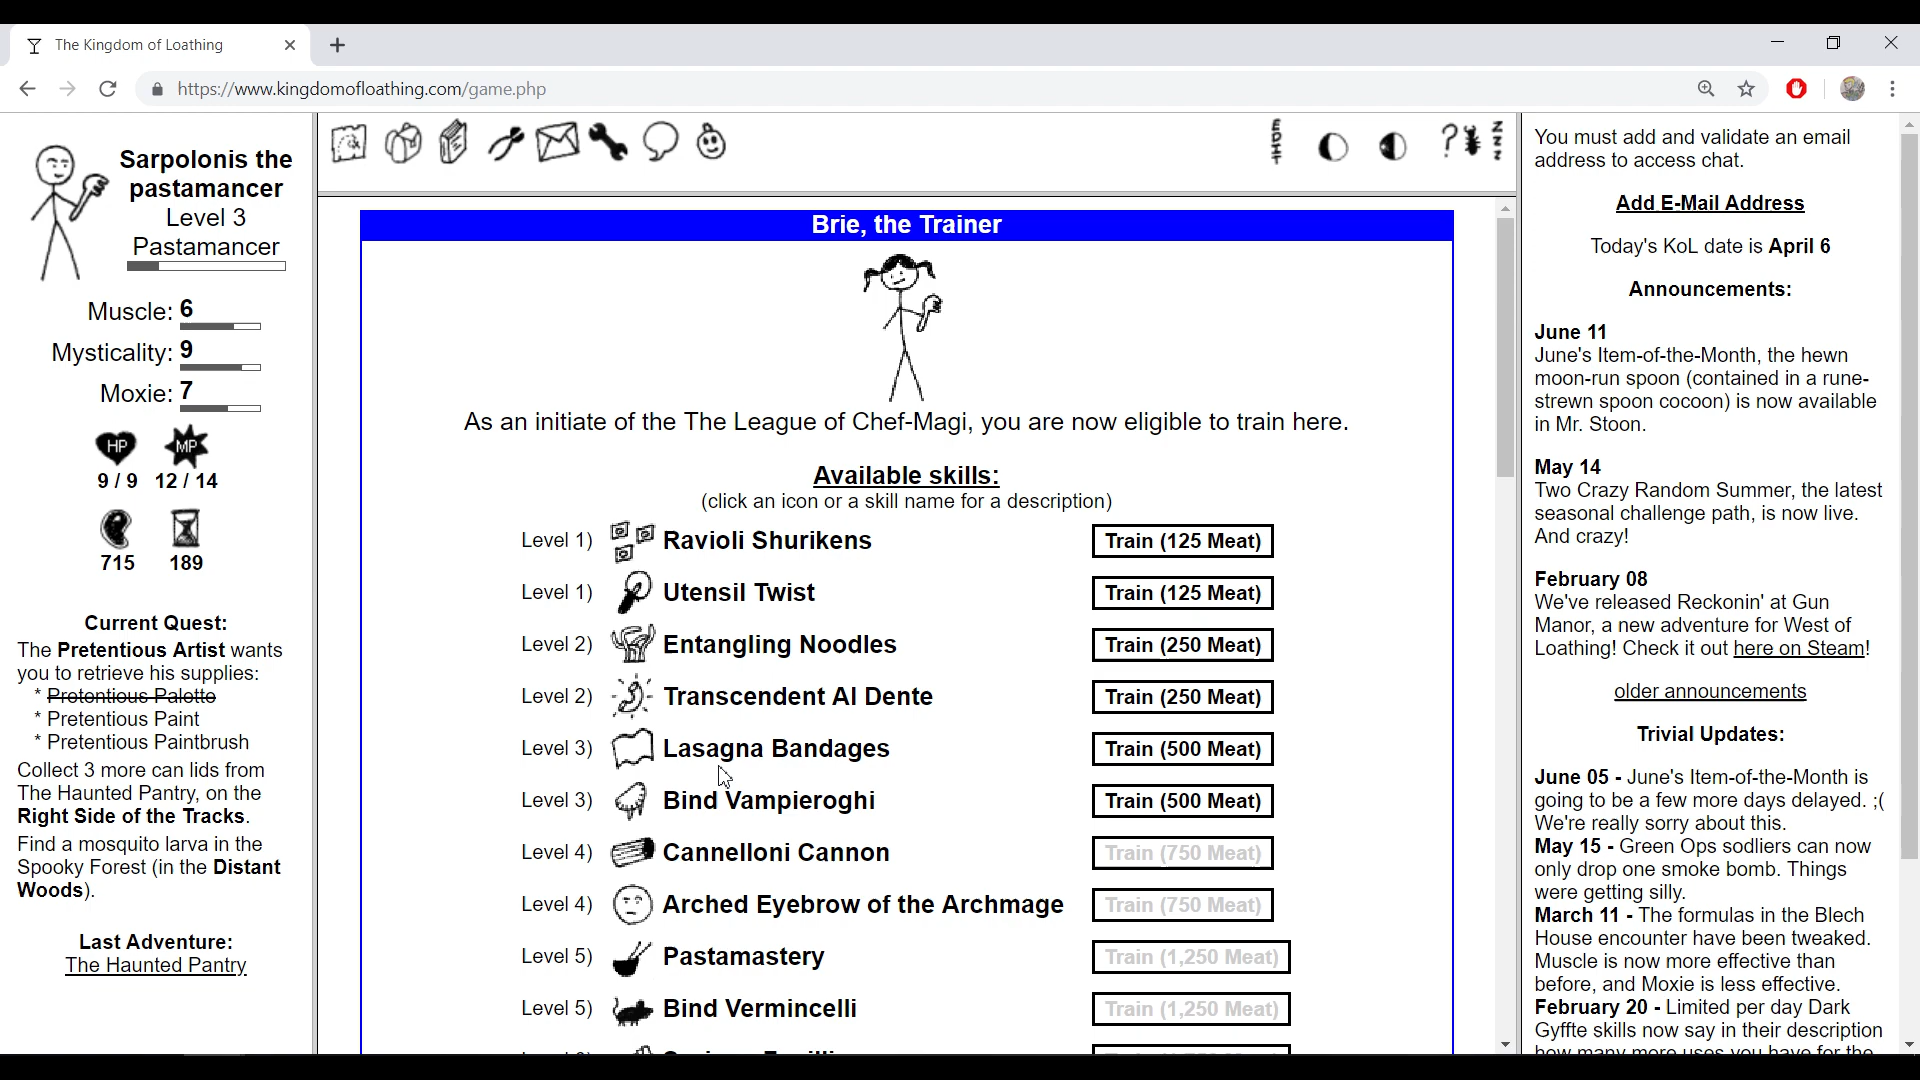 The Kingdom of Loathing
https://www.kingdomofloathing.com/game.php
Sarpolonis the
pastamancer
Level 3
Pastamancer
Muscle: 6
Mysticality: 9
Moxie: 7
HP MP
9 / 9 12 / 14
715 189
Current Quest:
The Pretentious Artist wants
you to retrieve his supplies:
* Pretentious Palette
* Pretentious Paint
* Pretentious Paintbrush
Collect 3 more can lids from
The Haunted Pantry, on the
Right Side of the Tracks.
Find a mosquito larva in the
Spooky Forest (in the Distant
Woods).
Last Adventure:
The Haunted Pantry
EDIT
?
ZZZZ
Brie, the Trainer
As an initiate of the The League of Chef-Magi, you are now eligible to train here.
Available skills:
(click an icon or a skill name for a description)
Level 1) Ravioli Shurikens Train (125 Meat)
Level 1) Utensil Twist Train (125 Meat)
Level 2) Entangling Noodles Train (250 Meat)
Level 2) Transcendent Al Dente Train (250 Meat)
Level 3) Lasagna Bandages Train (500 Meat)
Level 3) Bind Vampieroghi Train (500 Meat)
Level 4) Cannelloni Cannon Train (750 Meat)
Level 4) Arched Eyebrow of the Archmage Train (750 Meat)
Level 5) Pastamastery Train (1,250 Meat)
Level 5) Bind Vermincelli Train (1,250 Meat)
You must add and validate an email
address to access chat.
Add E-Mail Address
Today's KoL date is April 6
Announcements:
June 11
June's Item-of-the-Month, the hewn
moon-run spoon (contained in a rune-
strewn spoon cocoon) is now available
in Mr. Stoon.
May 14
Two Crazy Random Summer, the latest
seasonal challenge path, is now live.
And crazy!
February 08
We've released Reckonin' at Gun
Manor, a new adventure for West of
Loathing! Check it out here on Steam!
older announcements
Trivial Updates:
June 05 - June's Item-of-the-Month is
going to be a few more days delayed. ;(
We're really sorry about this.
May 15 - Green Ops sodliers can now
only drop one smoke bomb. Things
were getting silly.
March 11 - The formulas in the Blech
House encounter have been tweaked.
Muscle is now more effective than
before, and Moxie is less effective.
February 20 - Limited per day Dark
Gyffte skills now say in their description
how many more uses you have for the